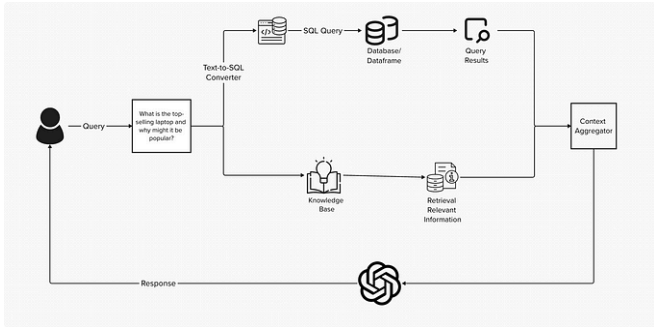 SQL Query
Database/
Dataframe
Query
Results
Text-to-SQL
Converter
Query
What is the top-
selling laptop and
why might it be
popular?
Context
Aggregator
Knowledge
Base
Retrieval
Relevant
Information
Response